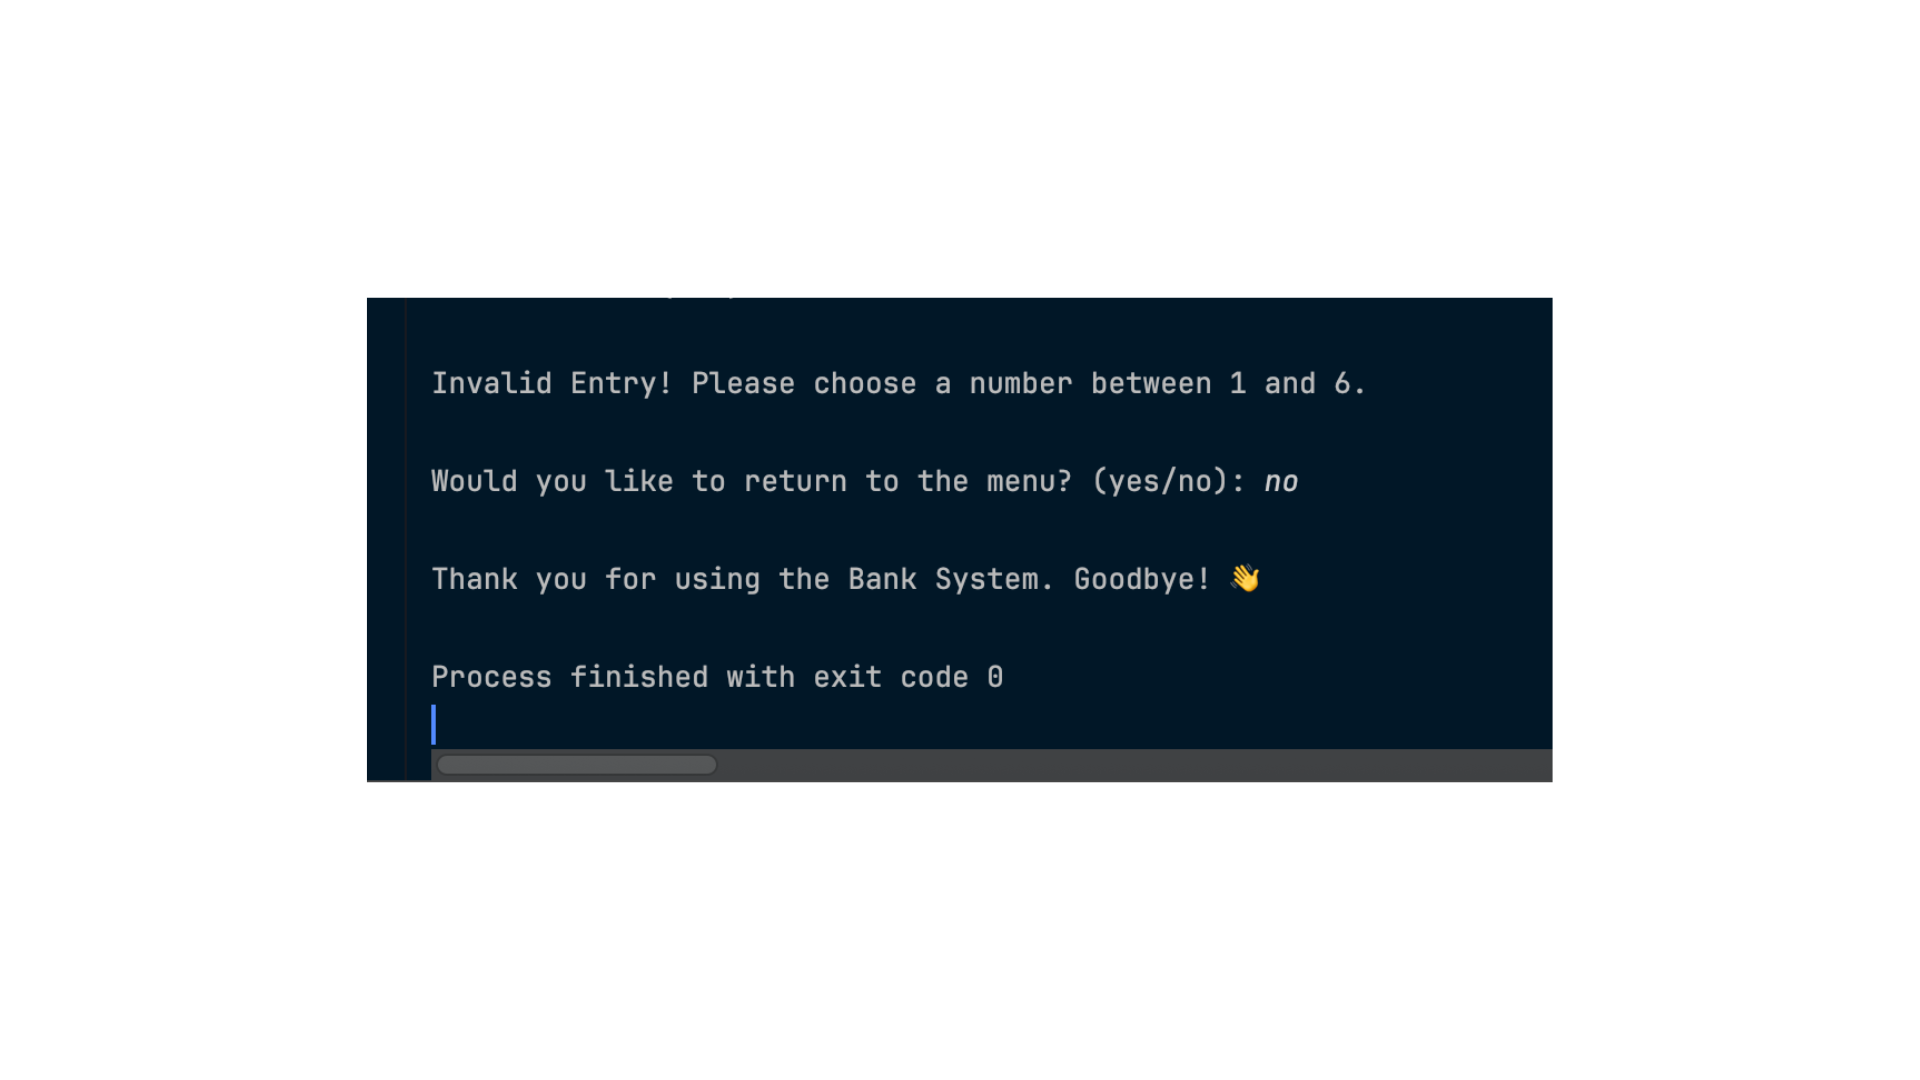 Invalid Entry! Please choose a number between 1 and 6.
Would you like to return to the menu? (yes/no): no
Thank you for using the Bank System. Goodbye! 👋
Process finished with exit code 0